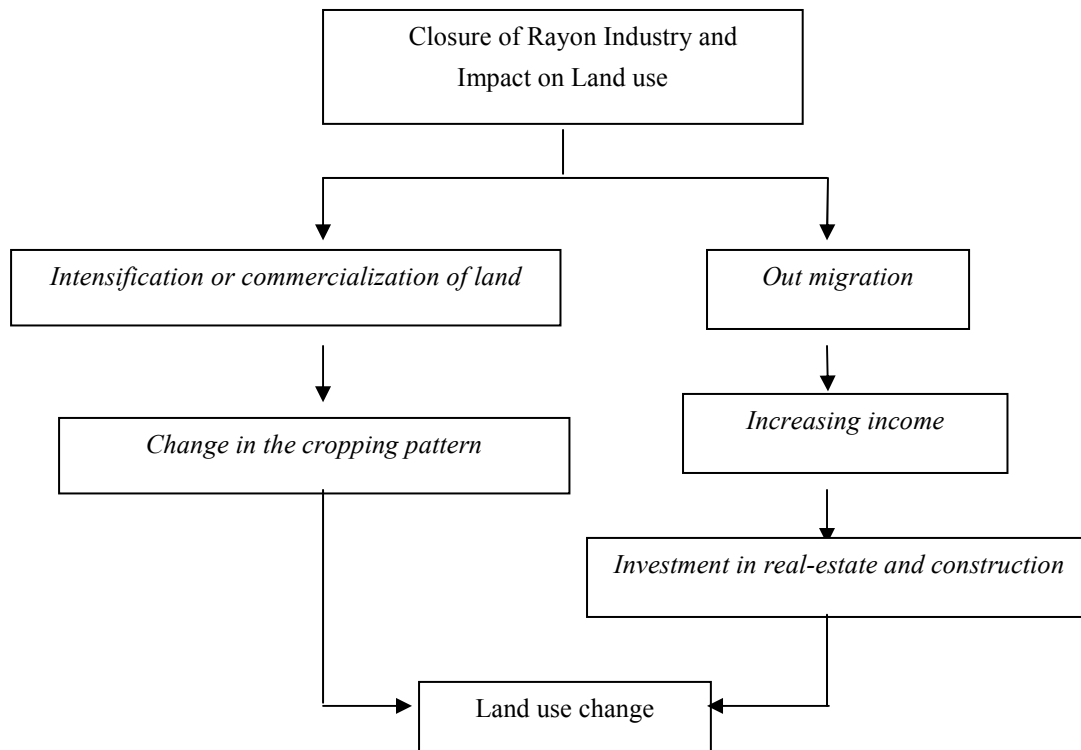 Closure of Rayon Industry and
Impact on Land use
Intensification or commercialization of land
Out migration
Change in the cropping pattern
Increasing income
Investment in real-estate and construction
Land use change